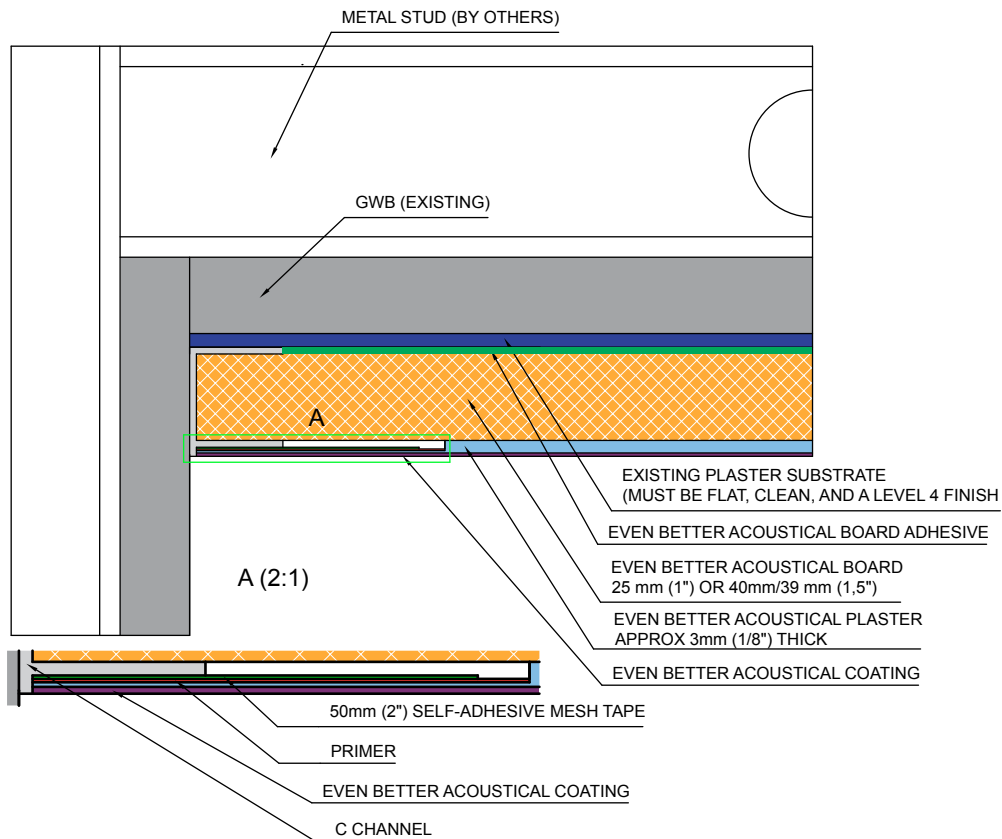 METAL STUD (BY OTHERS)
GWB (EXISTING)
A
EXISTING PLASTER SUBSTRATE
(MUST BE FLAT, CLEAN, AND A LEVEL 4 FINISH
EVEN BETTER ACOUSTICAL BOARD ADHESIVE
EVEN BETTER ACOUSTICAL BOARD
25 mm (1") OR 40mm/39 mm (1,5")
EVEN BETTER ACOUSTICAL PLASTER
APPROX 3mm (1/8") THICK
EVEN BETTER ACOUSTICAL COATING
A (2:1)
50mm (2") SELF-ADHESIVE MESH TAPE
PRIMER
EVEN BETTER ACOUSTICAL COATING
C CHANNEL